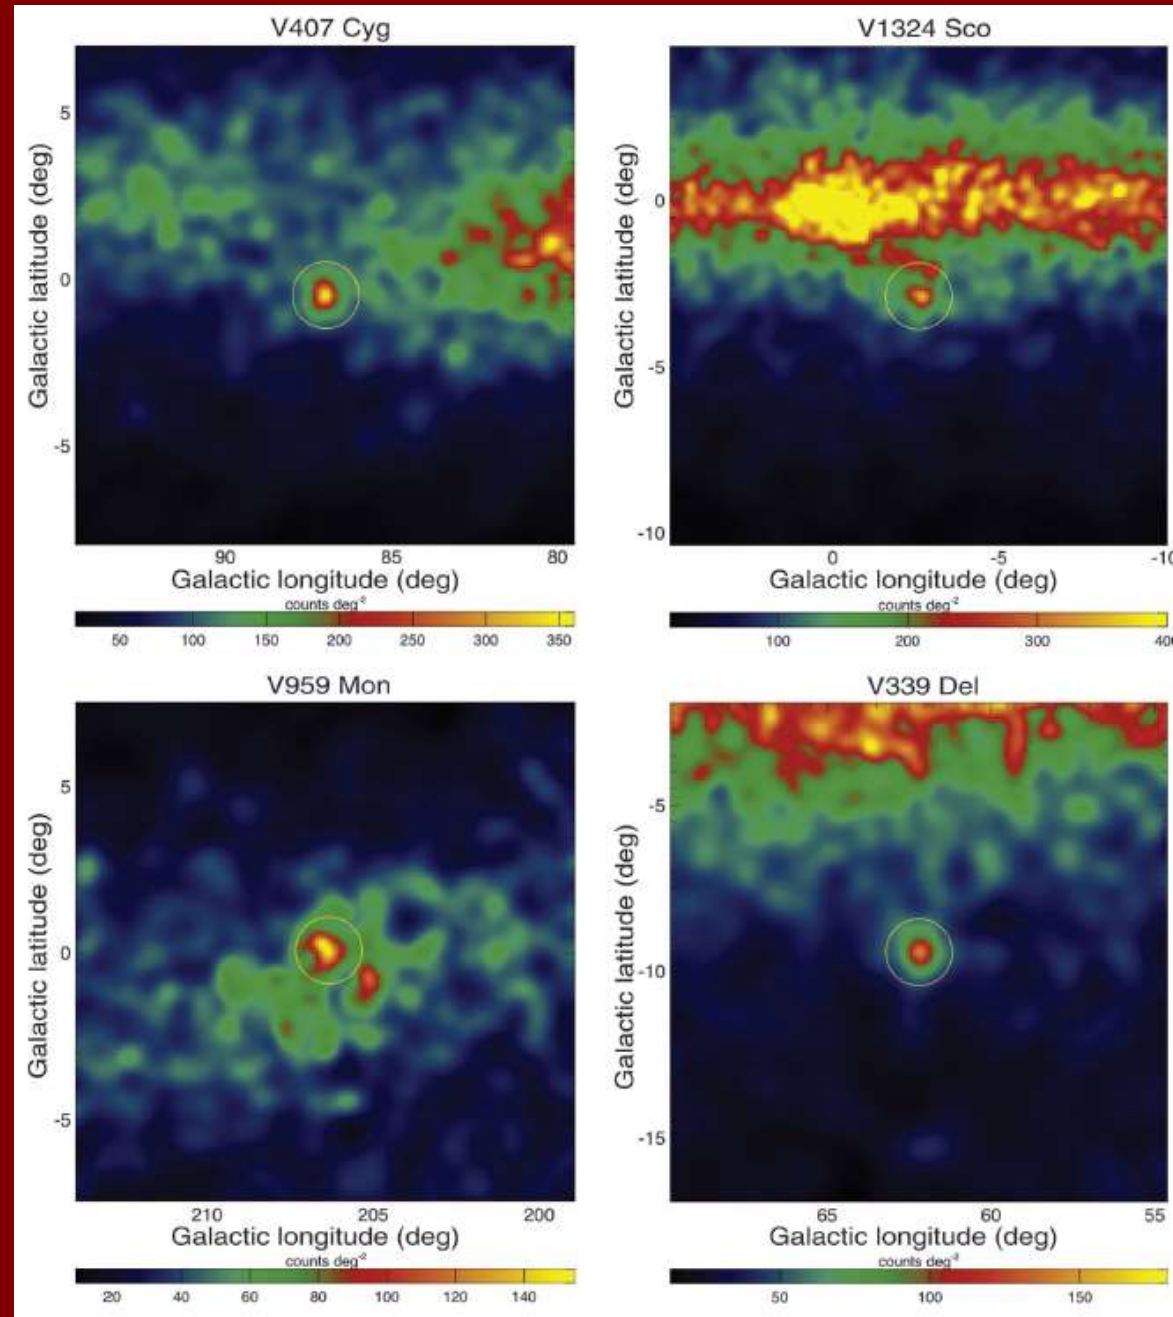 V407 Cyg
Galactic latitude (deg)
5
0
-5
90 85 80
Galactic longitude (deg)
counts deg⁻²
50 100 150 200 250 300 350
V1324 Sco
Galactic latitude (deg)
0
-5
-10
0 -5 -10
Galactic longitude (deg)
counts deg⁻²
100 200 300 400
V959 Mon
Galactic latitude (deg)
5
0
-5
210 205 200
Galactic longitude (deg)
counts deg⁻²
20 40 60 80 100 120 140
V339 Del
Galactic latitude (deg)
-5
-10
-15
65 60 55
Galactic longitude (deg)
counts deg⁻²
50 100 150